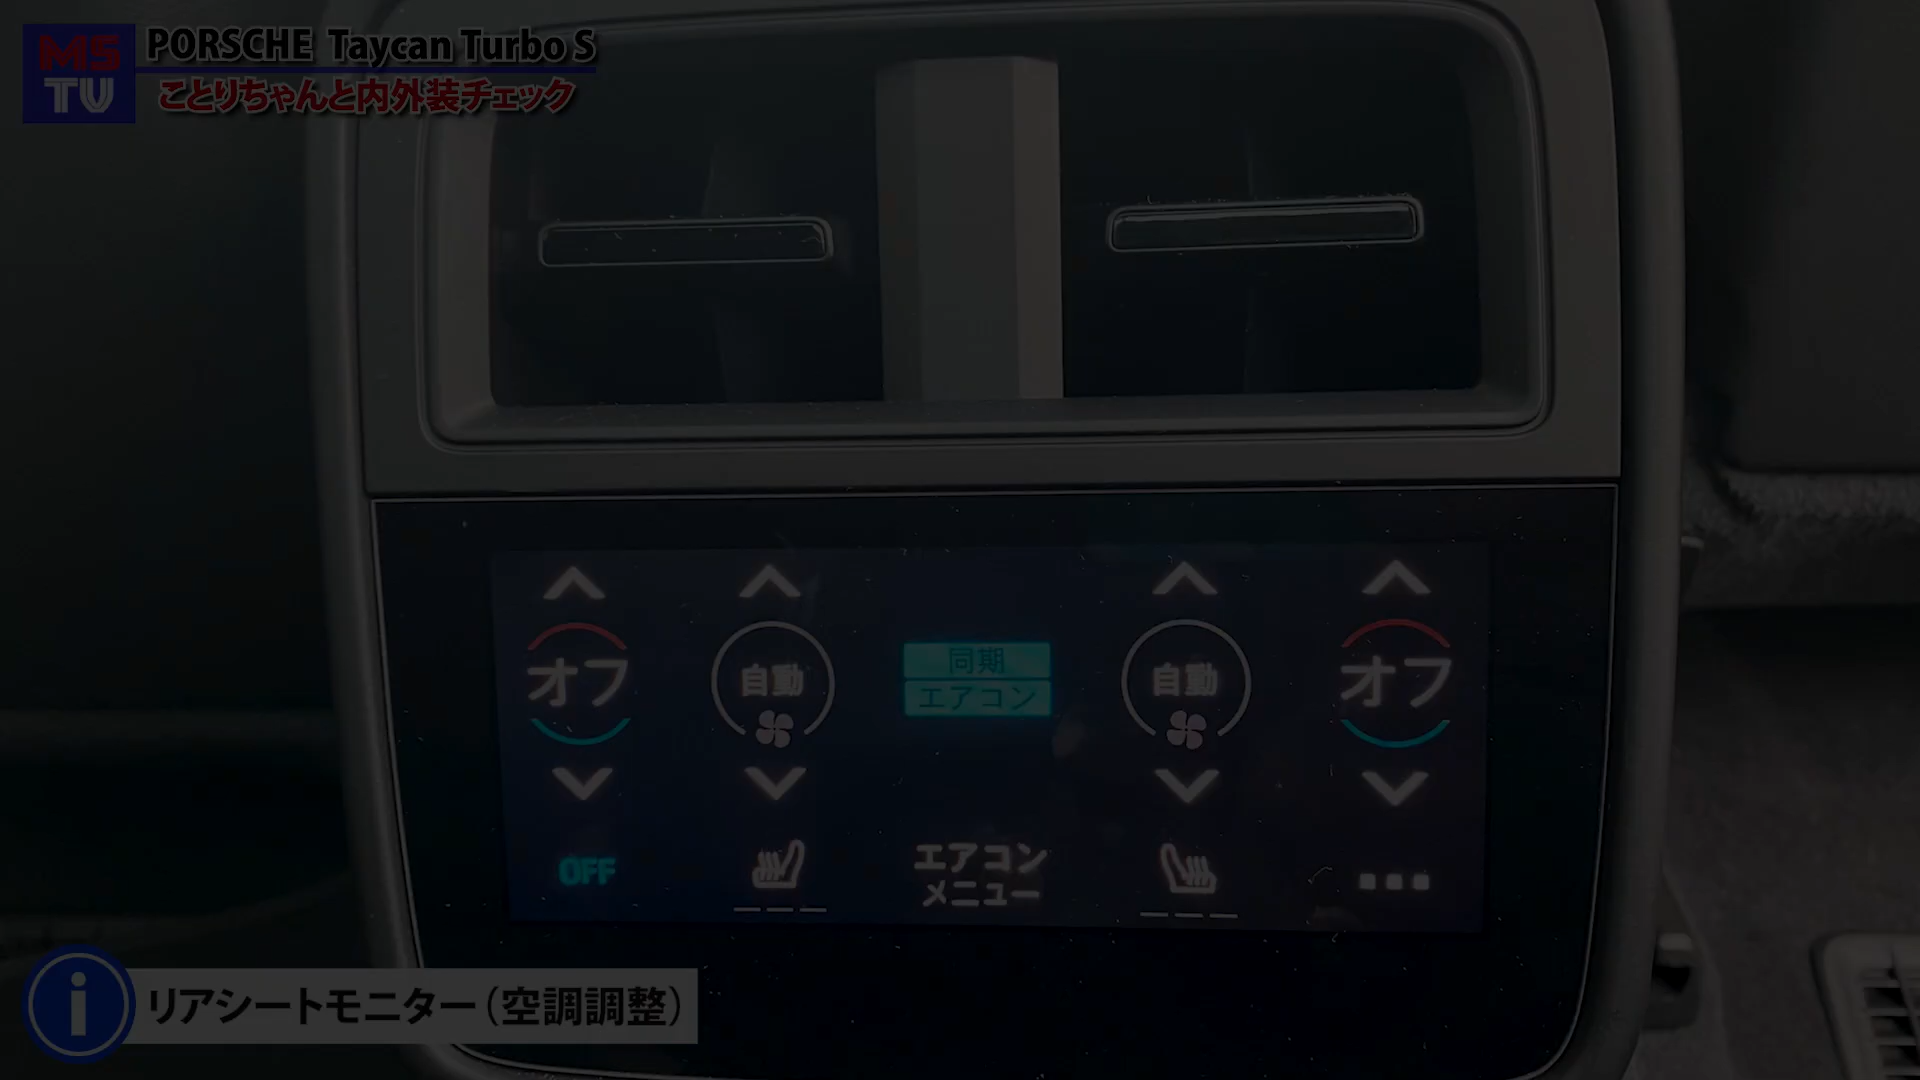 MS
TV
PORSCHE Taycan Turbo S
ことりちゃんと内外装チェック
オフ
自動
同期
エアコン
自動
オフ
OFF
エアコン
メニュー
i
リアシートモニター(空調調整)